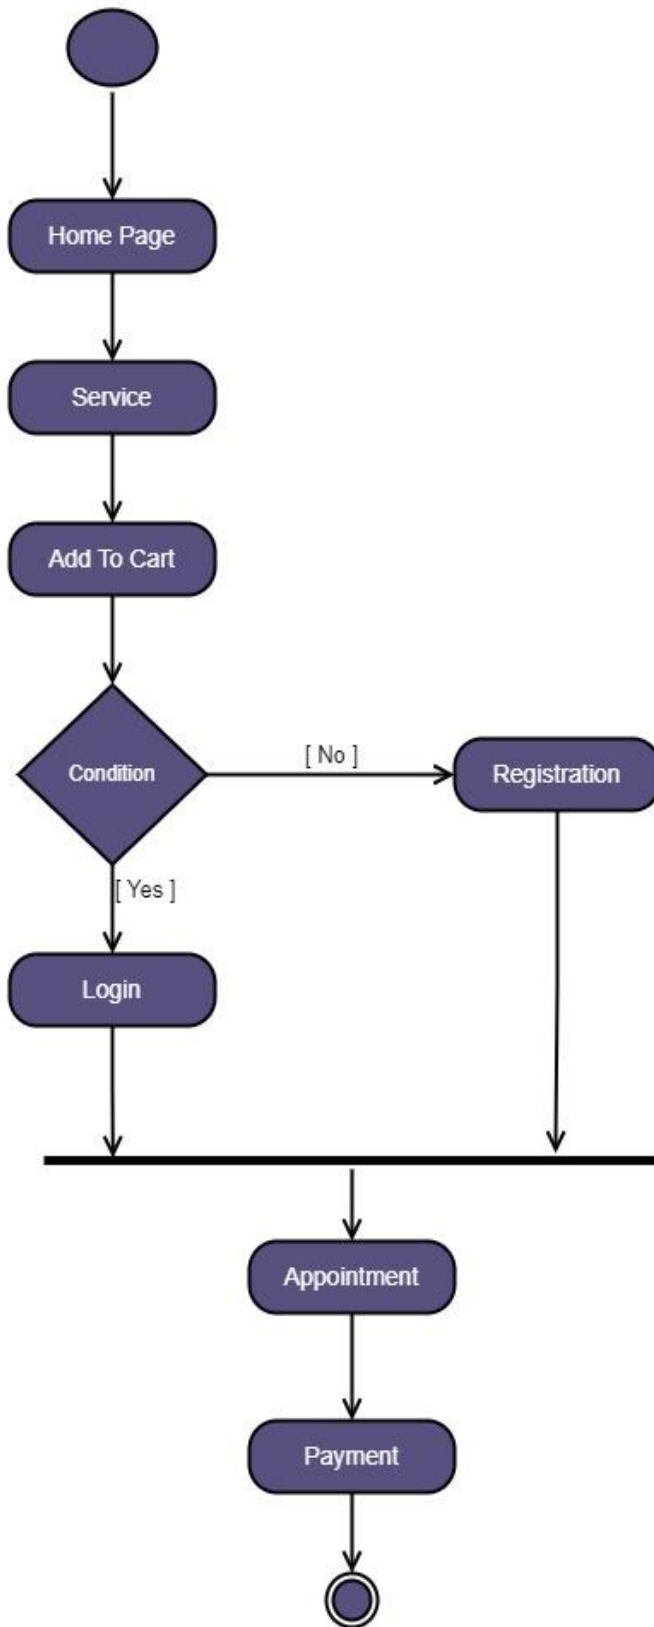 Home Page
Service
Add To Cart
Condition
[ No ]
Registration
[ Yes ]
Login
Appointment
Payment